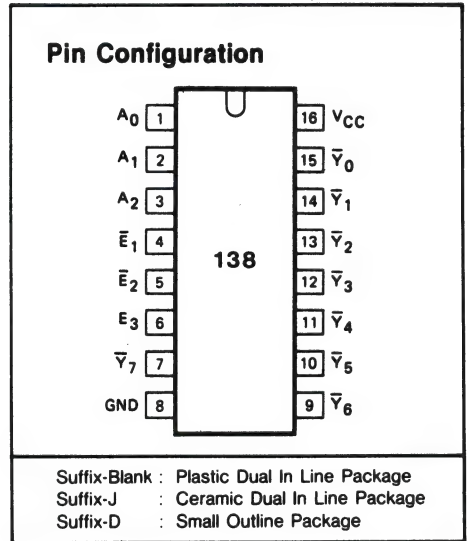 Pin Configuration
A0 1 16 VCC
A1 2 15 Y̅0
A2 3 14 Y̅1
E̅1 4 13 Y̅2
138
E̅2 5 12 Y̅3
E3 6 11 Y̅4
Y̅7 7 10 Y̅5
GND 8 9 Y̅6
Suffix-Blank : Plastic Dual In Line Package
Suffix-J : Ceramic Dual In Line Package
Suffix-D : Small Outline Package